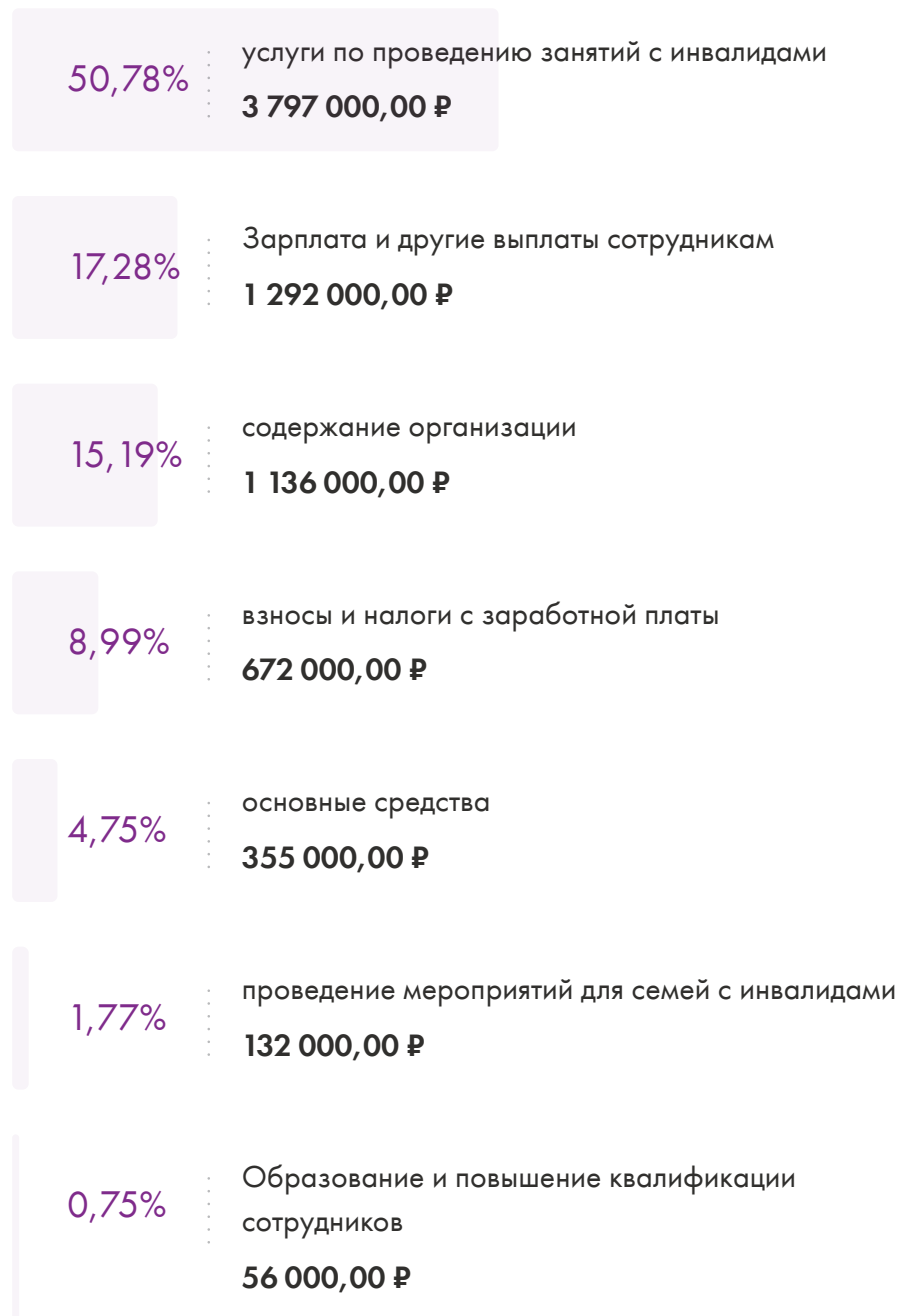 50,78%
услуги по проведению занятий с инвалидами
3 797 000,00 ₽
17,28%
Зарплата и другие выплаты сотрудникам
1 292 000,00 ₽
15,19%
содержание организации
1 136 000,00 ₽
8,99%
взносы и налоги с заработной платы
672 000,00 ₽
4,75%
основные средства
355 000,00 ₽
1,77%
проведение мероприятий для семей с инвалидами
132 000,00 ₽
0,75%
Образование и повышение квалификации
сотрудников
56 000,00 ₽